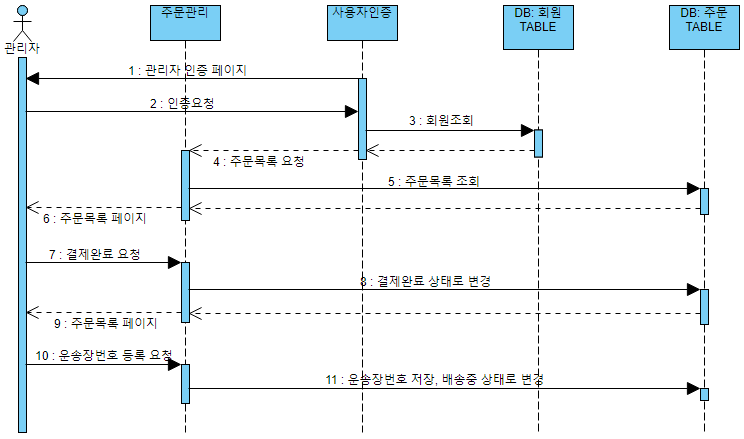 주문관리
사용자인증
DB: 회원
TABLE
DB: 주문
TABLE
관리자
1 : 관리자 인증 페이지
2 : 인증요청
3 : 회원조회
4 : 주문목록 요청
5 : 주문목록 조회
6 : 주문목록 페이지
7 : 결제완료 요청
8 : 결제완료 상태로 변경
9 : 주문목록 페이지
10 : 운송장번호 등록 요청
11 : 운송장번호 저장, 배송중 상태로 변경